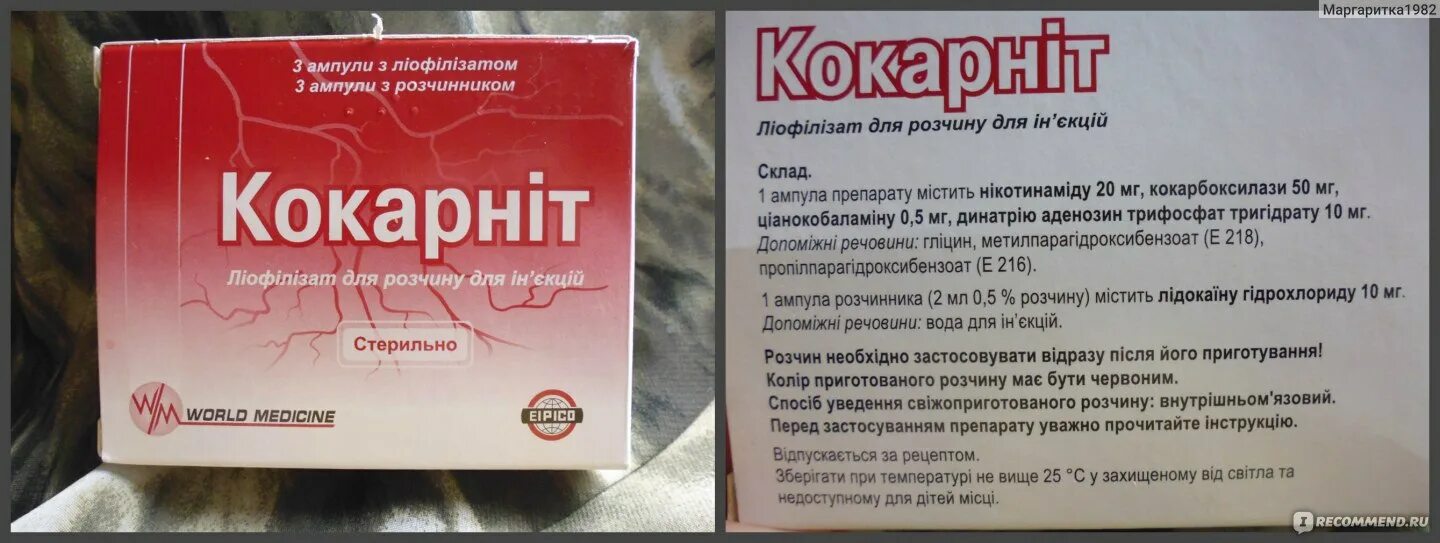 3 ампули з ліофілізатом
3 ампули з розчинником
Кокарніт
Ліофілізат для розчину для ін'єкцій
Стерильно
WM WORLD MEDICINE
EIPICO
Маргаритка1982
Кокарніт
Ліофілізат для розчину для ін'єкцій
Склад.
1 ампула препарату містить нікотинаміду 20 мг, кокарбоксилази 50 мг,
ціанокобаламіну 0,5 мг, динатрію аденозин трифосфат тригідрату 10 мг.
Допоміжні речовини: гліцин, метилпарагідроксибензоат (Е 218),
пропілпарагідроксибензоат (Е 216).
1 ампула розчинника (2 мл 0,5 % розчину) містить лідокаїну гідрохлориду 10 мг.
Допоміжні речовини: вода для ін'єкцій.
Розчин необхідно застосовувати відразу після його приготування!
Колір приготованого розчину має бути червоним.
Спосіб уведення свіжоприготованого розчину: внутрішньом'язовий.
Перед застосуванням препарату уважно прочитайте інструкцію.
Відпускається за рецептом.
Зберігати при температурі не вище 25 °С у захищеному від світла та
недоступному для дітей місці.
I RECOMMEND.RU